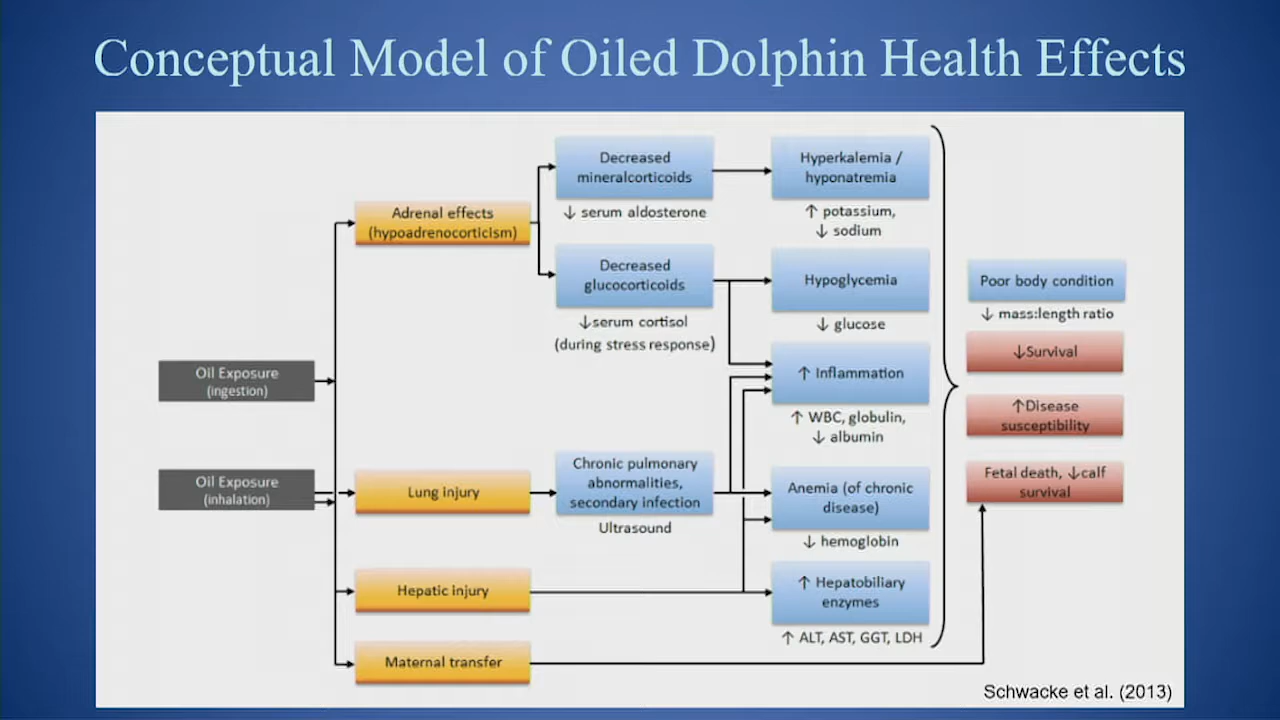 Conceptual Model of Oiled Dolphin Health Effects
Oil Exposure
(ingestion)
Oil Exposure
(inhalation)
Adrenal effects
(hypoadrenocorticism)
Lung injury
Hepatic injury
Maternal transfer
Decreased
mineralcorticoids
↓ serum aldosterone
Decreased
glucocorticoids
↓serum cortisol
(during stress response)
Chronic pulmonary
abnormalities,
secondary infection
Ultrasound
Hyperkalemia /
hyponatremia
↑ potassium,
↓ sodium
Hypoglycemia
↓ glucose
↑ Inflammation
↑ WBC, globulin,
↓ albumin
Anemia (of chronic
disease)
↓ hemoglobin
↑ Hepatobiliary
enzymes
↑ ALT, AST, GGT, LDH
Poor body condition
↓ mass:length ratio
↓Survival
↑Disease
susceptibility
Fetal death, ↓calf
survival
Schwacke et al. (2013)